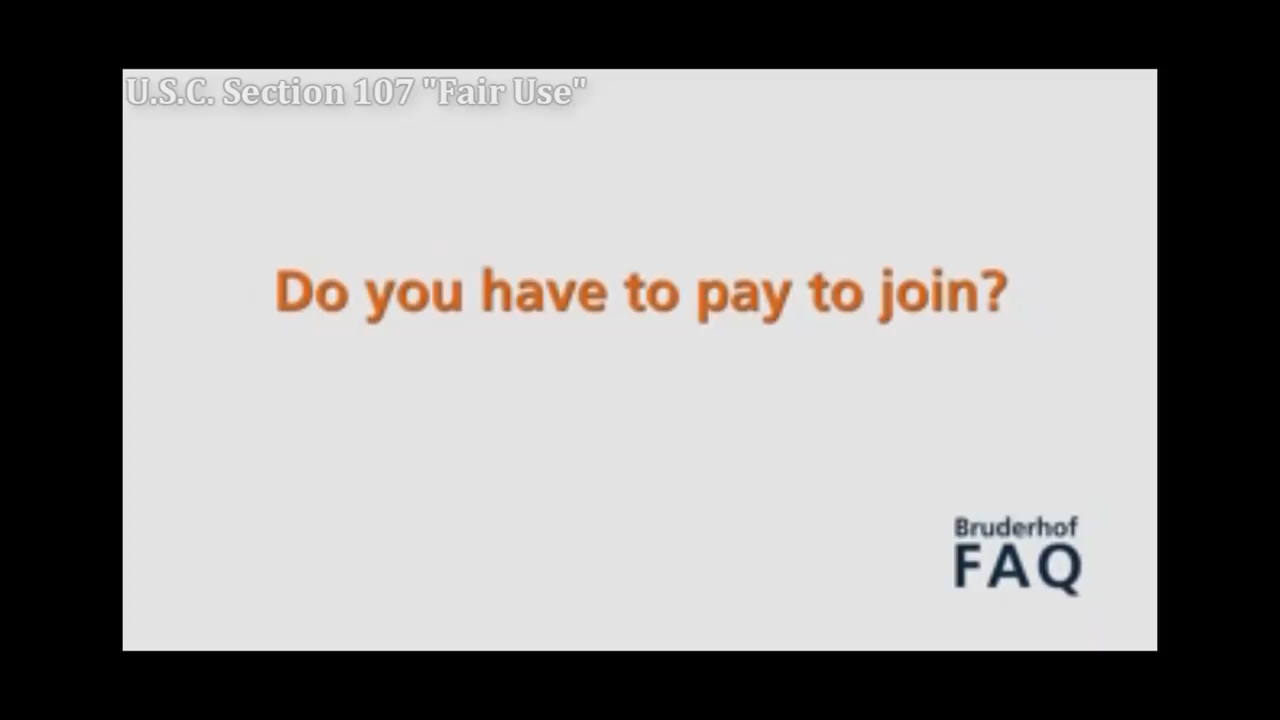 U.S.C. Section 107 "Fair Use"
Do you have to pay to join?
Bruderhof
FAQ